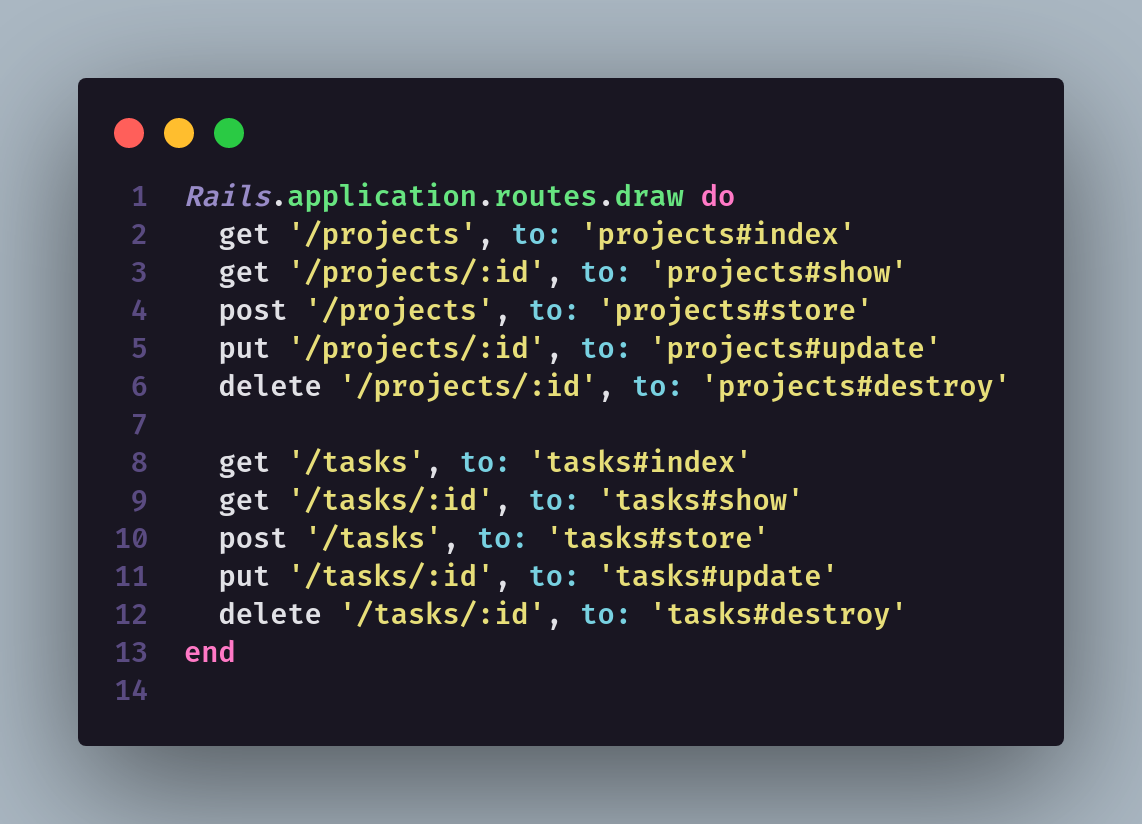 1 Rails.application.routes.draw do
2   get '/projects', to: 'projects#index'
3   get '/projects/:id', to: 'projects#show'
4   post '/projects', to: 'projects#store'
5   put '/projects/:id', to: 'projects#update'
6   delete '/projects/:id', to: 'projects#destroy'
7
8   get '/tasks', to: 'tasks#index'
9   get '/tasks/:id', to: 'tasks#show'
10   post '/tasks', to: 'tasks#store'
11   put '/tasks/:id', to: 'tasks#update'
12   delete '/tasks/:id', to: 'tasks#destroy'
13 end
14